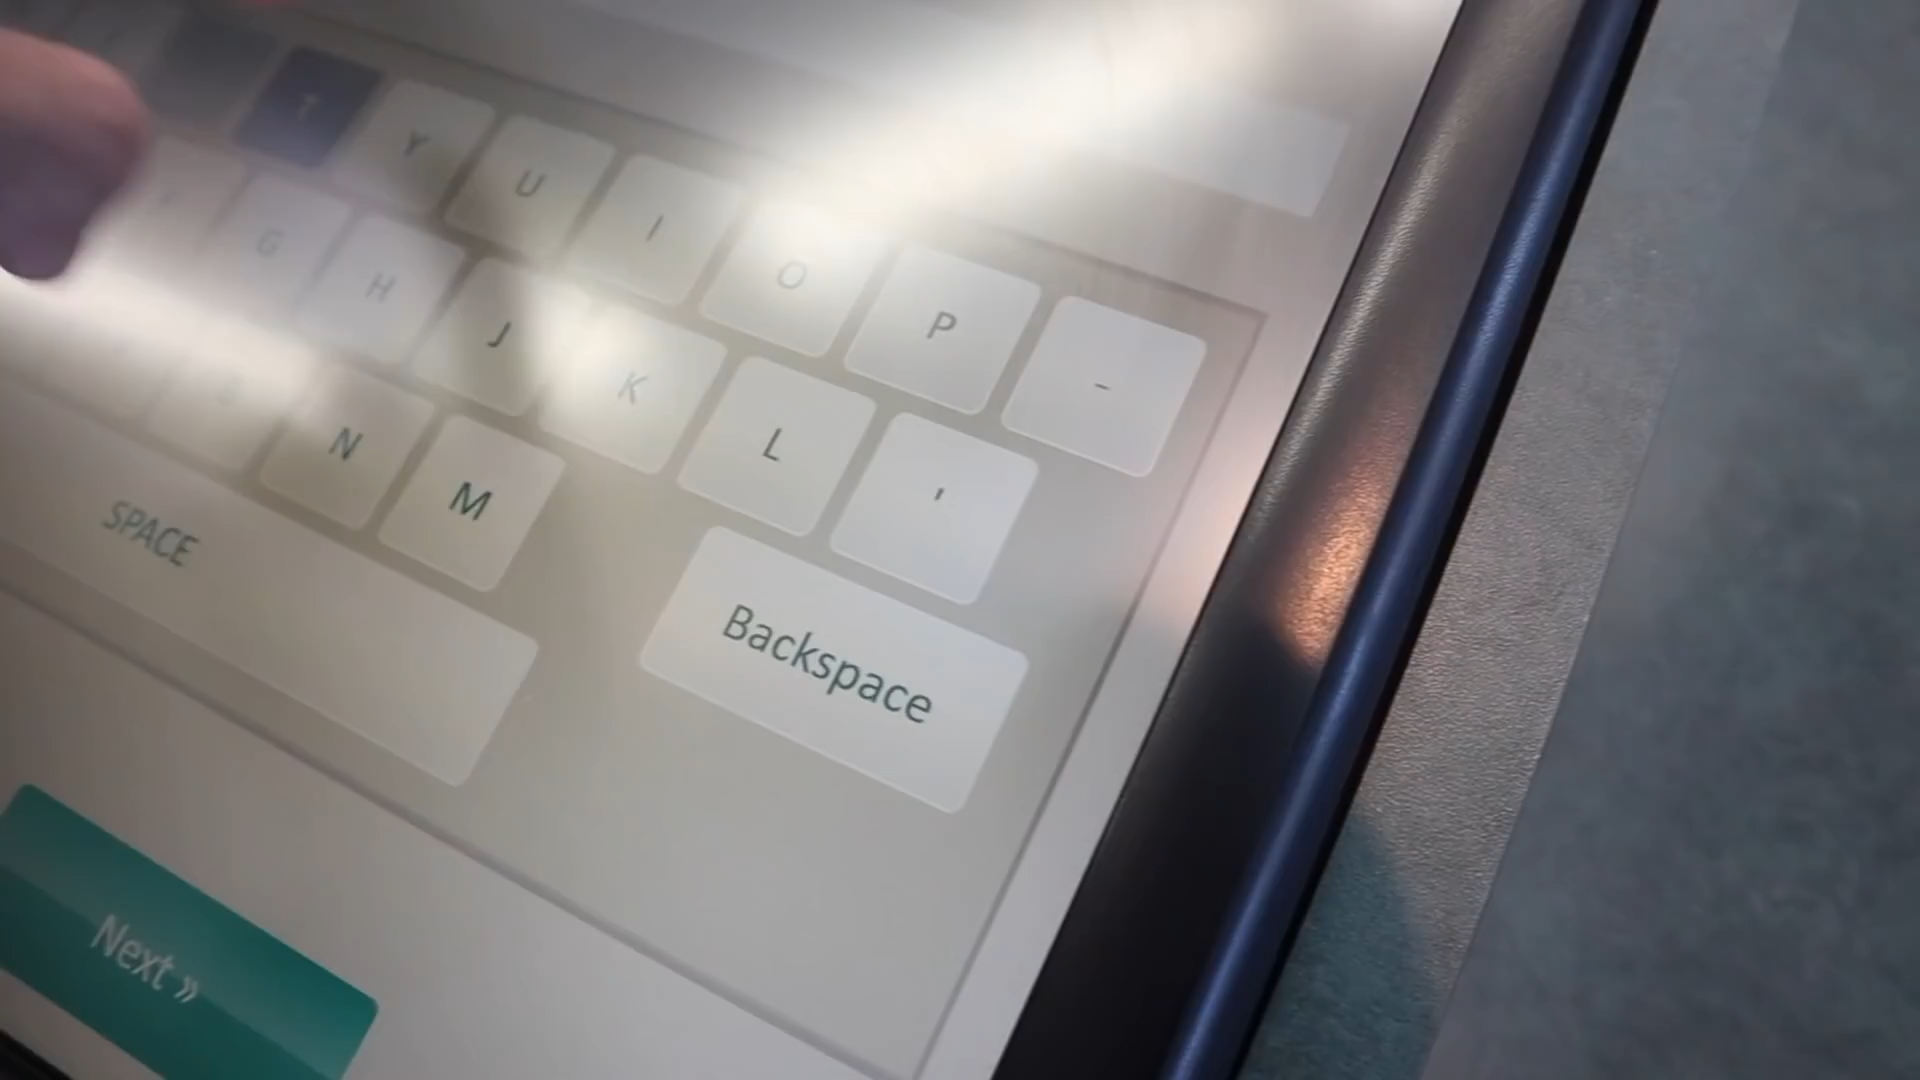 T Y U I O P -
G H J K L '
N M
SPACE Backspace
Next »